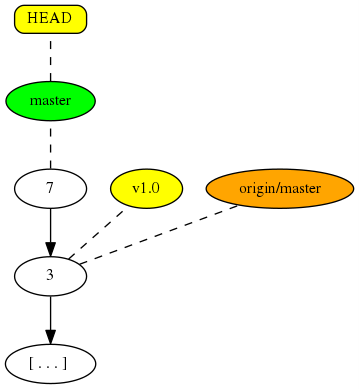 HEAD
master
7
v1.0
origin/master
3
[ . . . ]